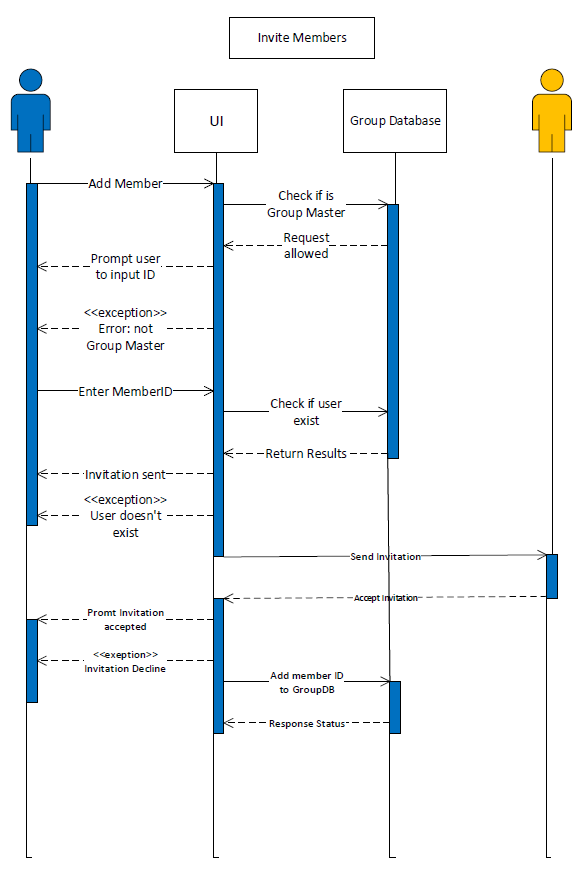 Invite Members
UI
Group Database
Add Member
Check if is
Group Master
Request
allowed
Prompt user
to input ID
<<exception>>
Error: not
Group Master
Enter MemberID
Check if user
exist
Return Results
Invitation sent
<<exception>>
User doesn't
exist
Send Invitation
Accept Invitation
Promt Invitation
accepted
<<exeption>>
Invitation Decline
Add member ID
to GroupDB
Response Status